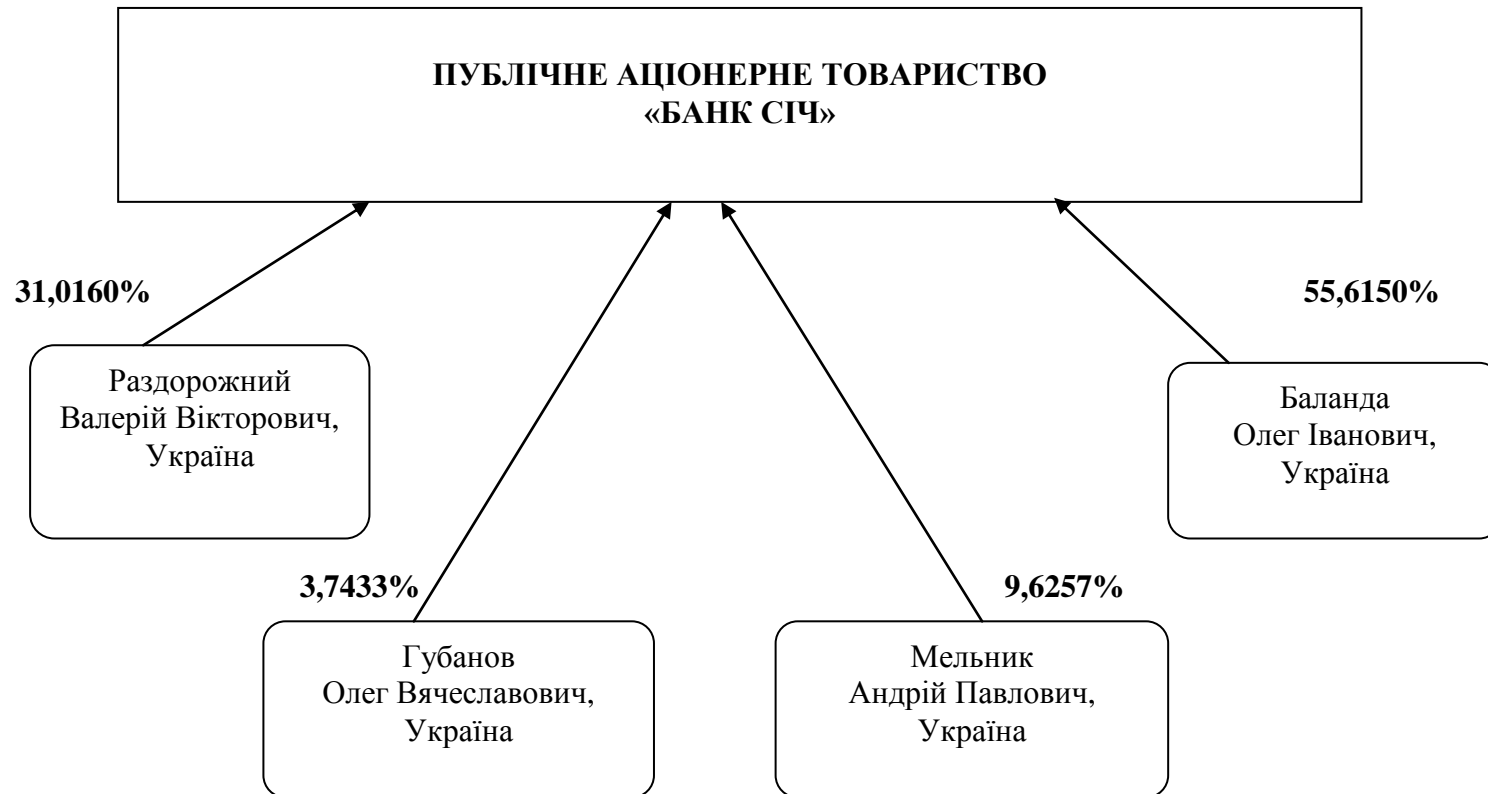 ПУБЛІЧНЕ АЦІОНЕРНЕ ТОВАРИСТВО
«БАНК СІЧ»
31,0160%
55,6150%
Раздорожний
Валерій Вікторович,
Україна
Баланда
Олег Іванович,
Україна
3,7433%
9,6257%
Губанов
Олег Вячеславович,
Україна
Мельник
Андрій Павлович,
Україна